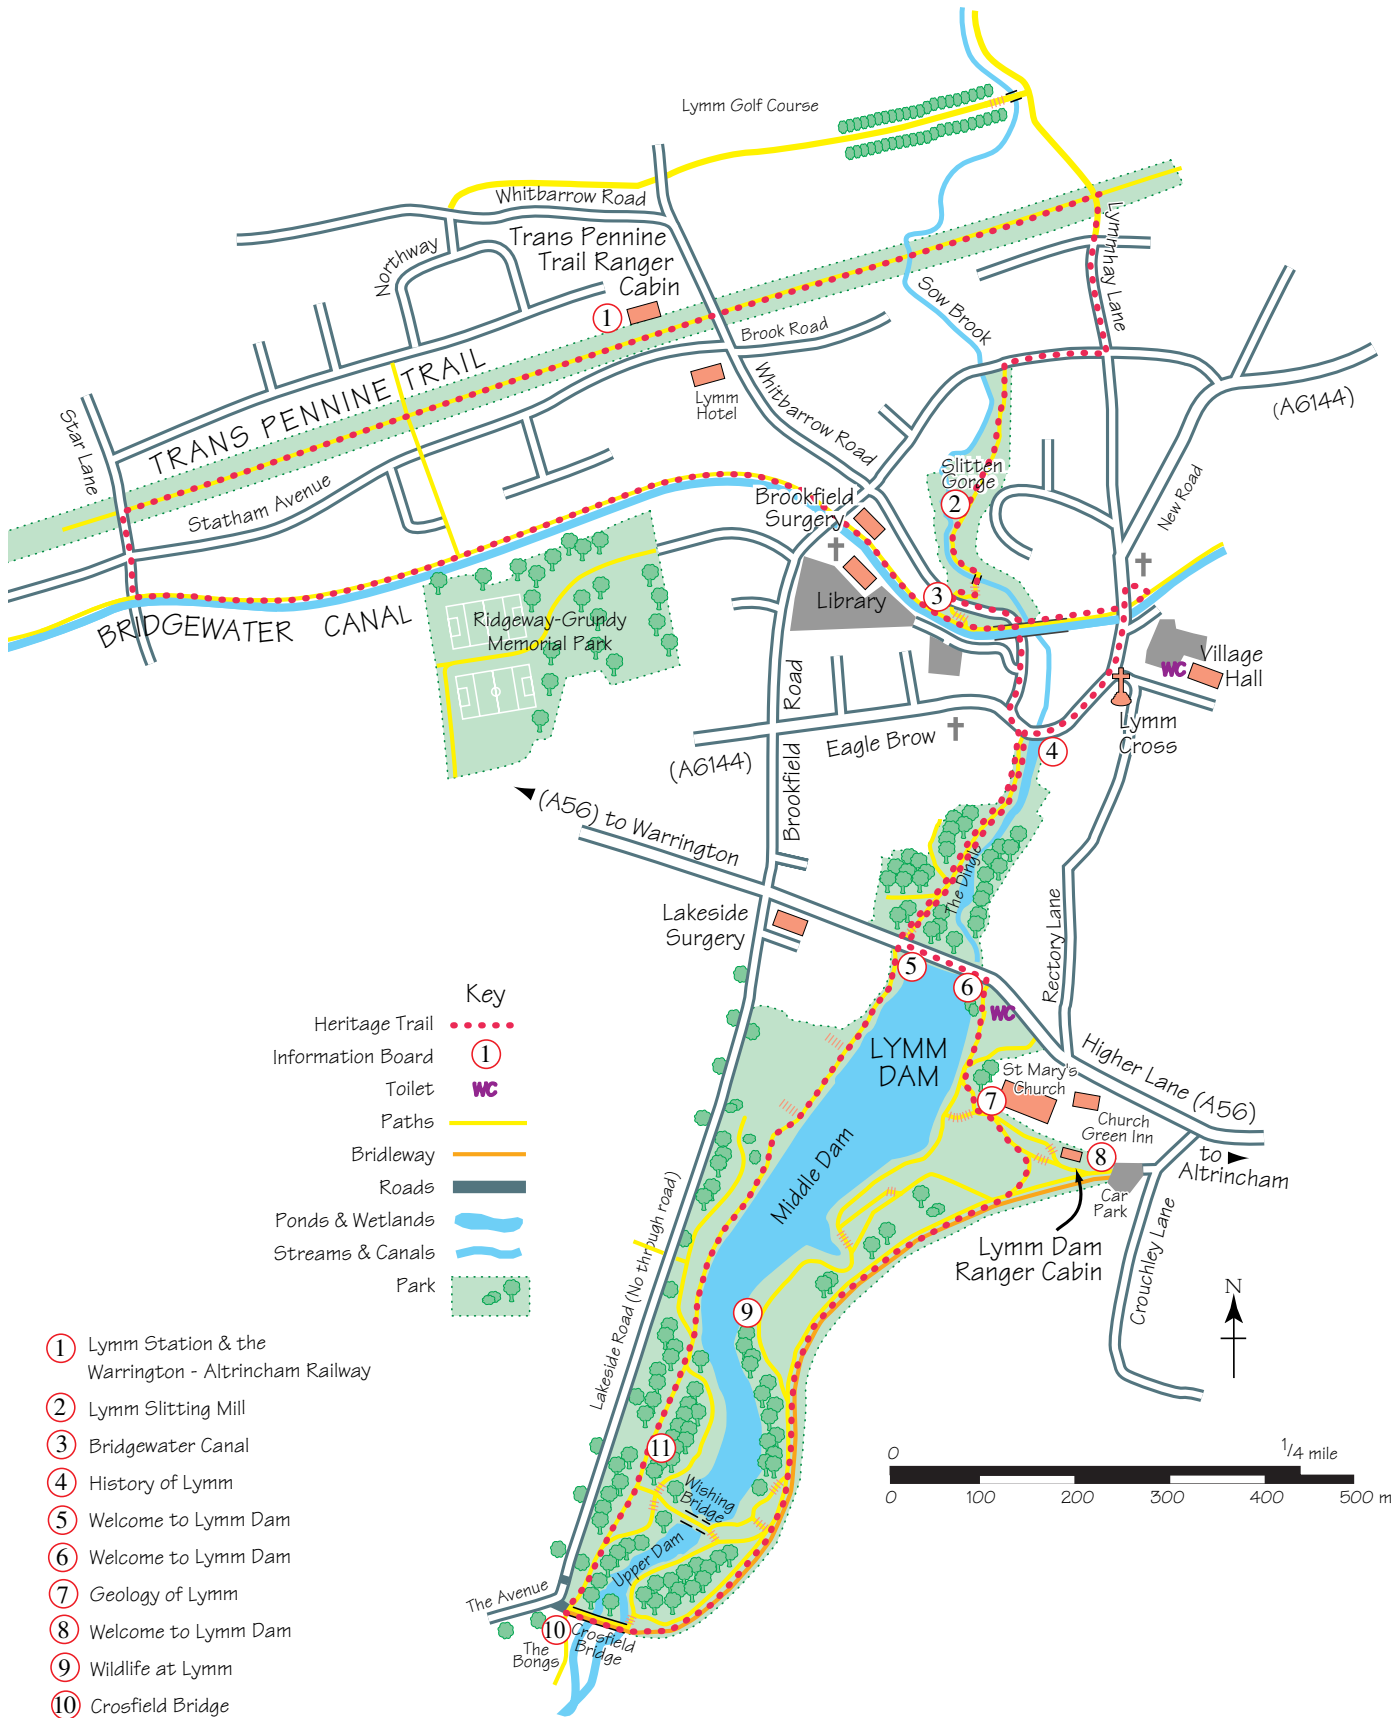 Lymm Golf Course
Whitbarrow Road
Trans Pennine
Trail Ranger
Cabin
Northway
Lymmhay Lane
1
Sow Brook
Brook Road
TRANS PENNINE TRAIL
Lymm
Hotel
Whitbarrow Road
(A6144)
Star Lane
Statham Avenue
Slitten
Gorge
2
New Road
Brookfield
Surgery
Library
3
BRIDGEWATER CANAL
Ridgeway-Grundy
Memorial Park
WC
Village
Hall
Lymm
Cross
4
Eagle Brow
(A6144)
Brookfield Road
(A56) to Warrington
The Dingle
Lakeside
Surgery
Rectory Lane
5
6
WC
LYMM
DAM
Higher Lane (A56)
St Mary's
Church
7
Church
Green Inn
8
to
Altrincham
Car
Park
Middle Dam
Lymm Dam
Ranger Cabin
Crouchley Lane
Lakeside Road (No through road)
9
11
Wishing
Bridge
Upper Dam
The Avenue
10
Crosfield
Bridge
The
Bongs
N
0 1/4 mile
0 100 200 300 400 500 m
Key
Heritage Trail
Information Board 1
Toilet WC
Paths
Bridleway
Roads
Ponds & Wetlands
Streams & Canals
Park
1 Lymm Station & the
Warrington - Altrincham Railway
2 Lymm Slitting Mill
3 Bridgewater Canal
4 History of Lymm
5 Welcome to Lymm Dam
6 Welcome to Lymm Dam
7 Geology of Lymm
8 Welcome to Lymm Dam
9 Wildlife at Lymm
10 Crosfield Bridge